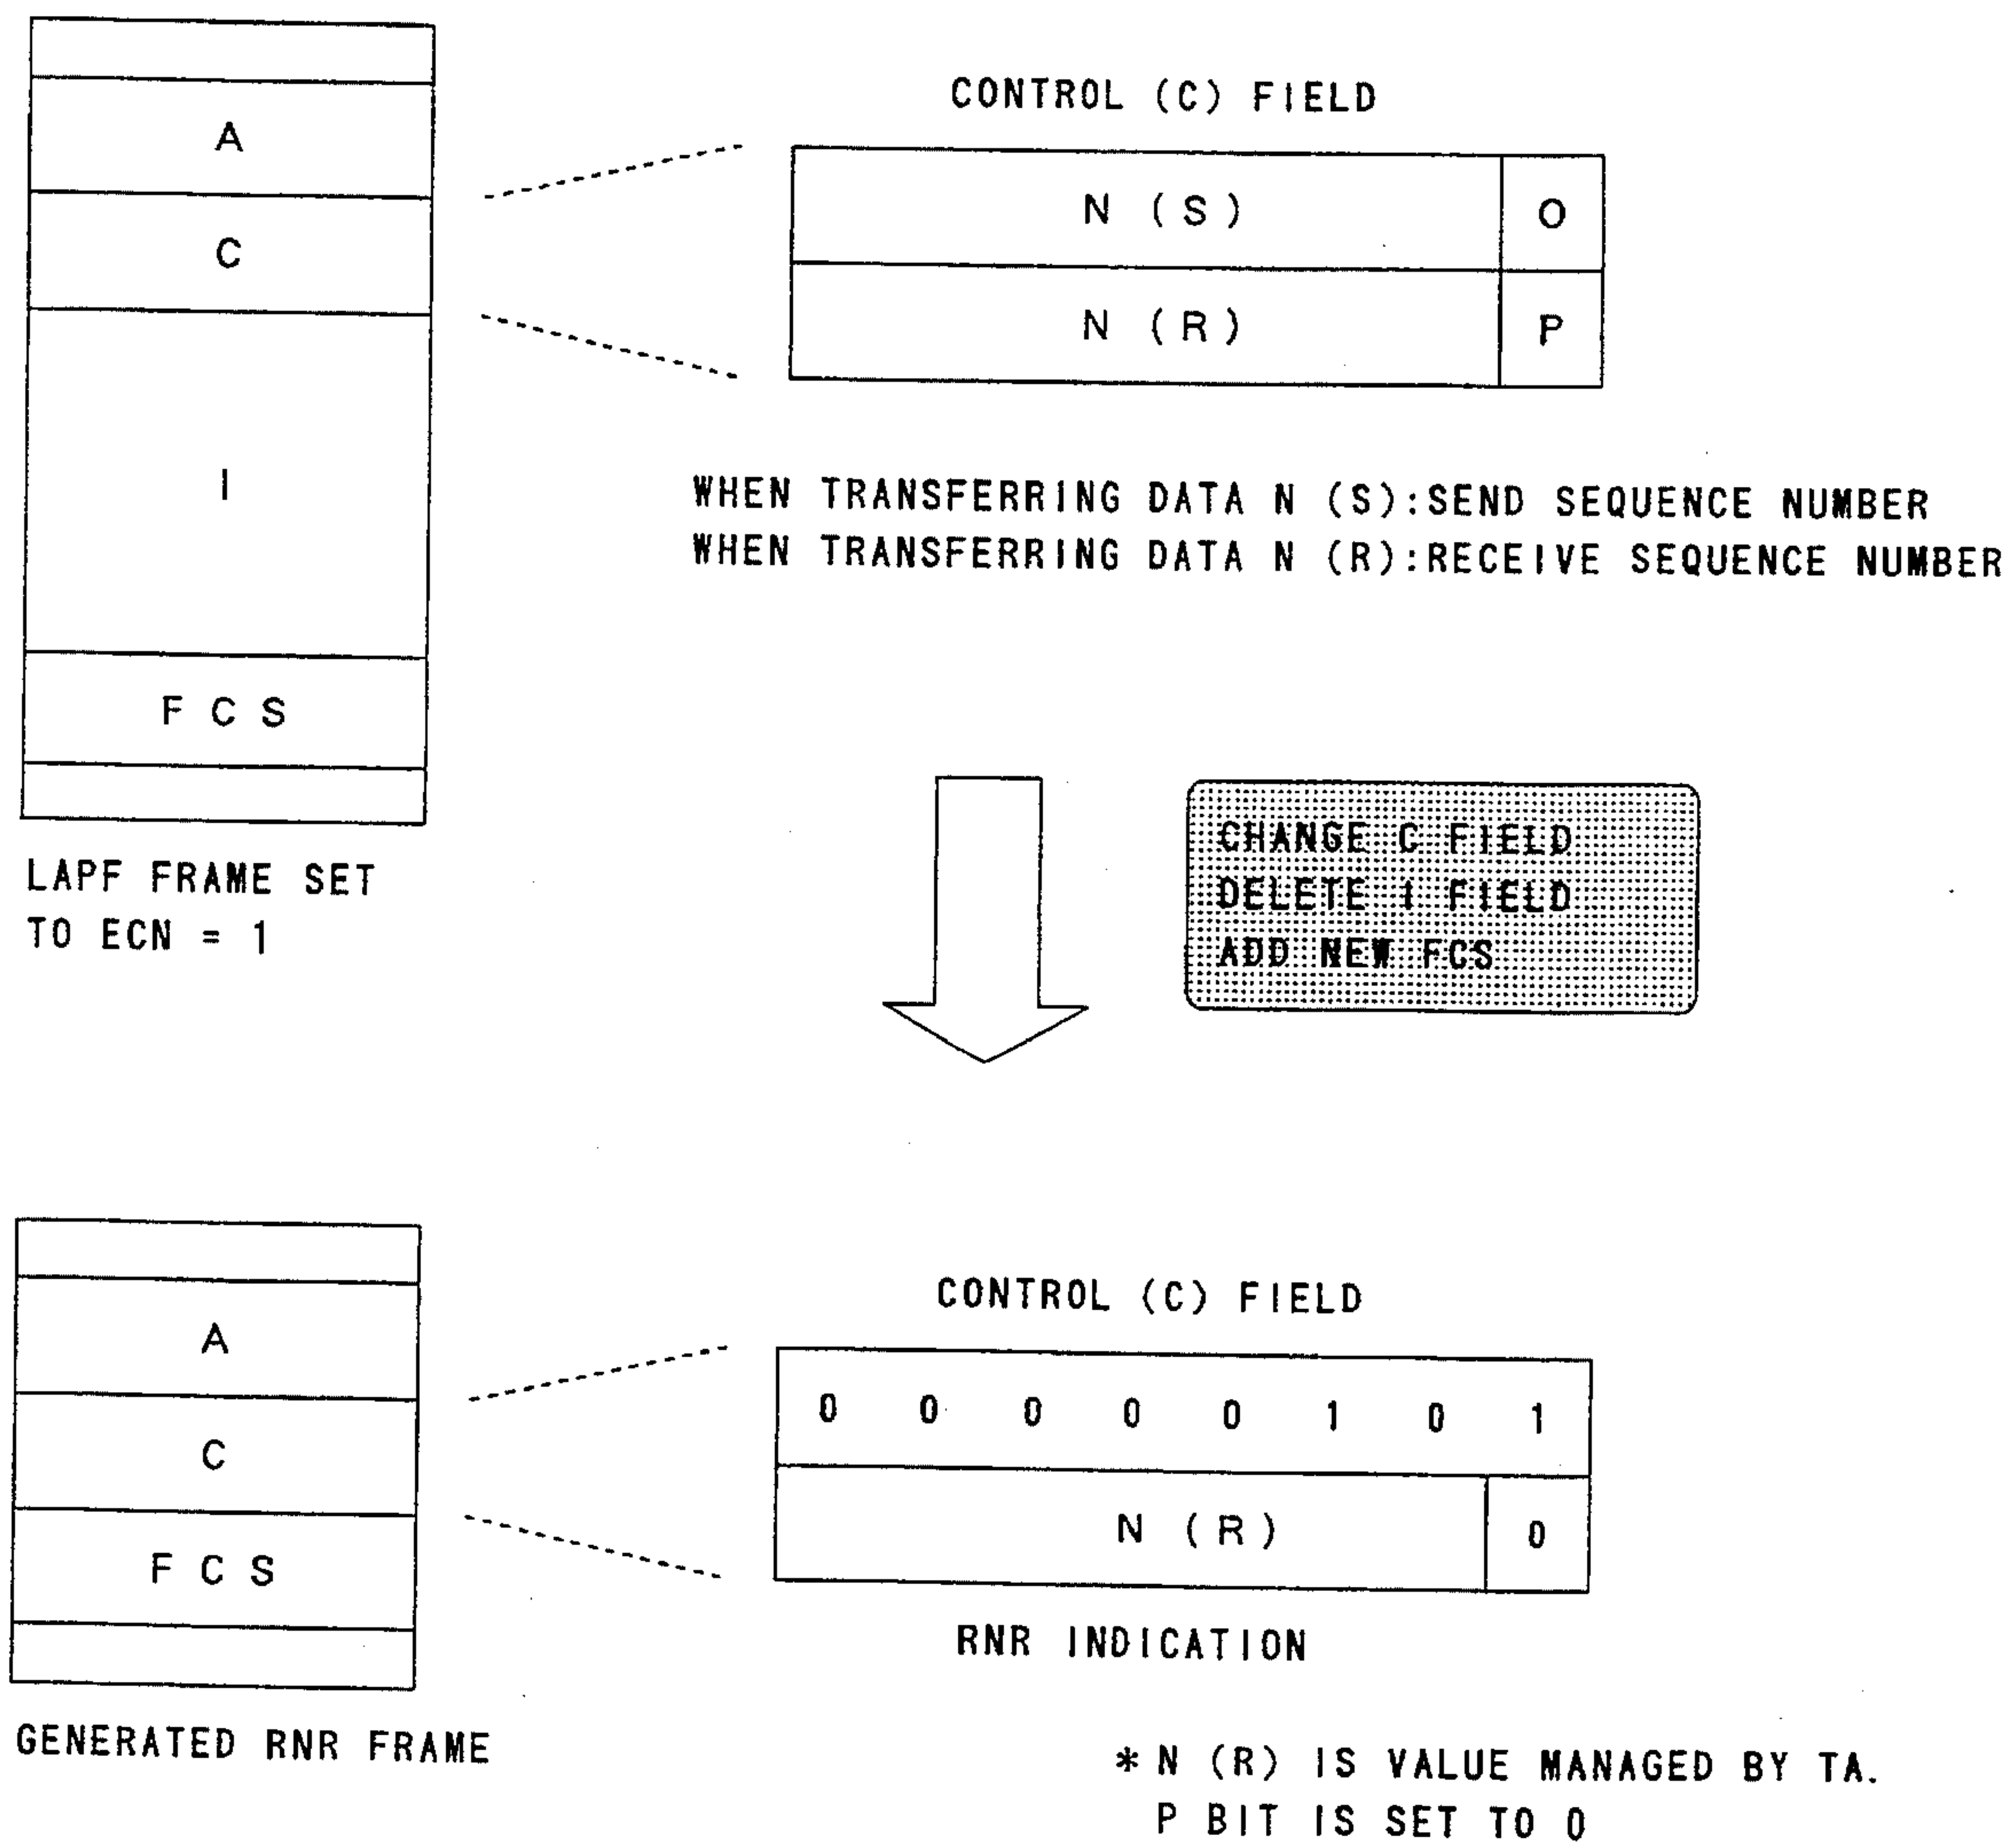 A
C
I
F C S
LAPF FRAME SET
TO ECN = 1
CONTROL (C) FIELD
N (S) O
N (R) P
WHEN TRANSFERRING DATA N (S):SEND SEQUENCE NUMBER
WHEN TRANSFERRING DATA N (R):RECEIVE SEQUENCE NUMBER
CHANGE C FIELD
DELETE I FIELD
ADD NEW FCS
A
C
F C S
GENERATED RNR FRAME
CONTROL (C) FIELD
0 0 0 0 0 1 0 1
N (R) 0
RNR INDICATION
* N (R) IS VALUE MANAGED BY TA.
P BIT IS SET TO 0